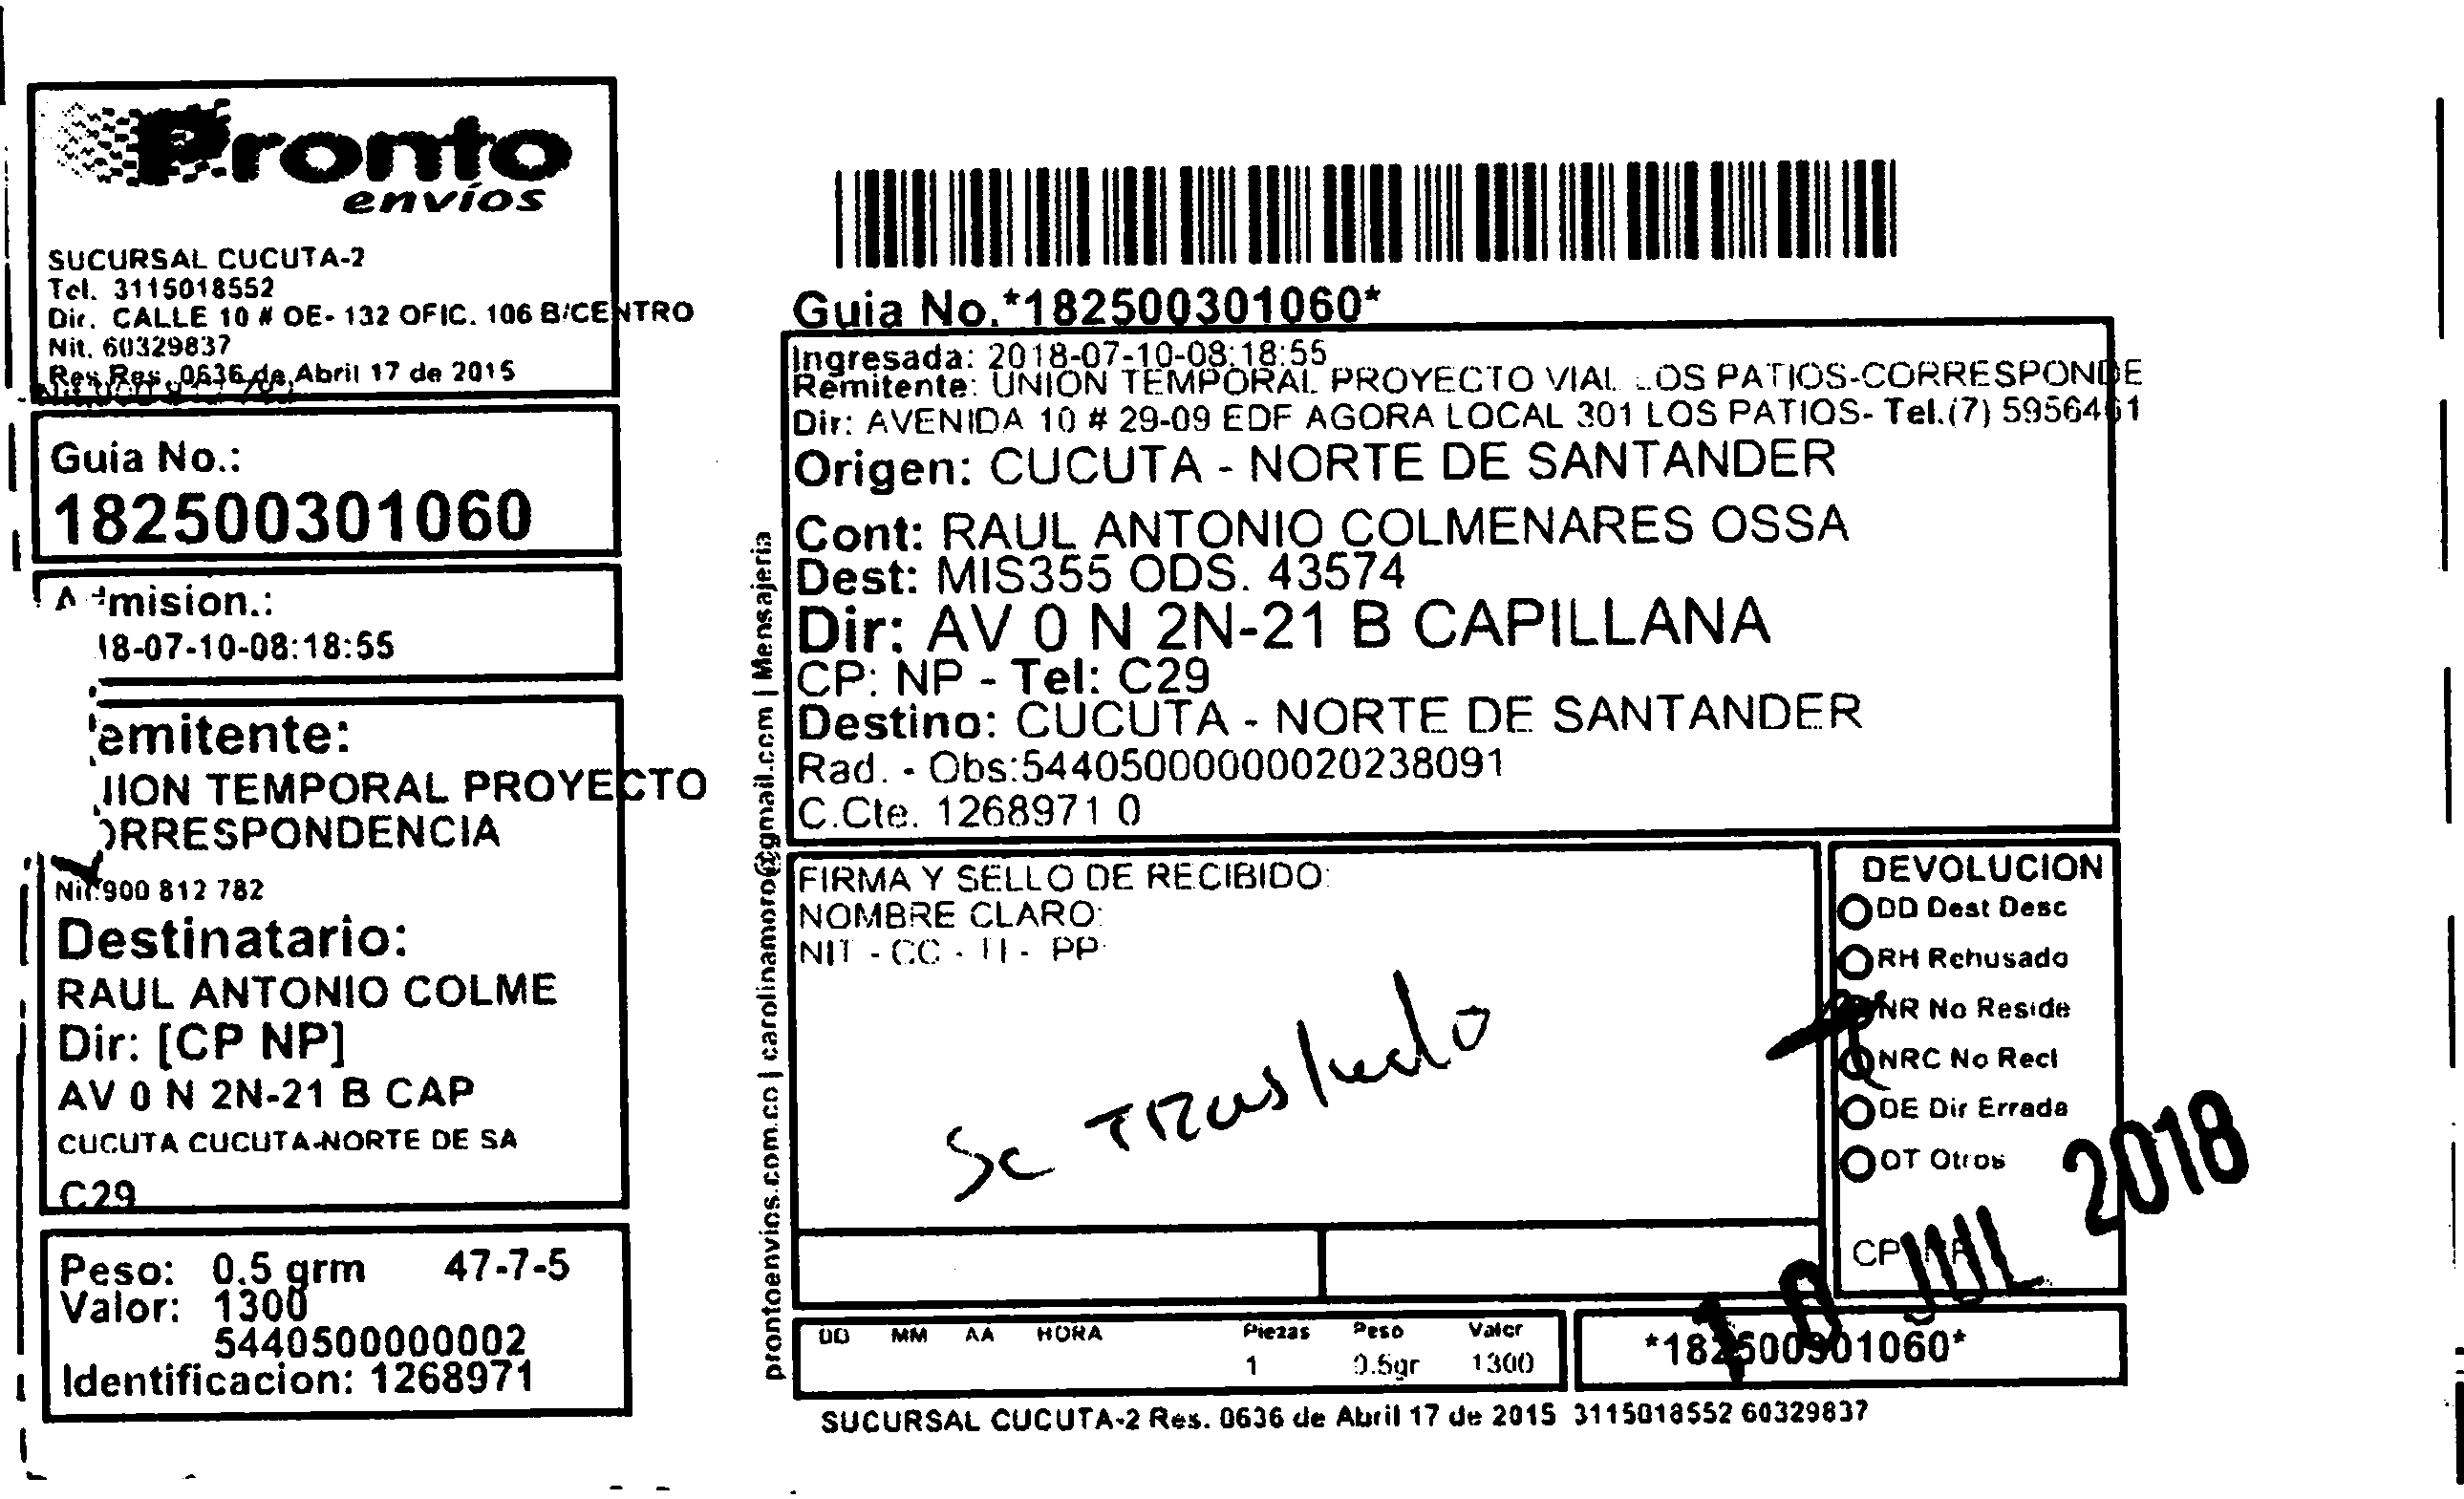 Pronto
envíos
SUCURSAL CUCUTA-2
Tel. 3115018552
Dir. CALLE 10 # OE- 132 OFIC. 106 B/CENTRO
Nit. 60329837
Res Res. 0636 de Abril 17 de 2015
Guia No.:
182500301060
mision.:
18-07-10-08:18:55
emitente:
ION TEMPORAL PROYECTO
ORRESPONDENCIA
Nit 900 812 782
Destinatario:
RAUL ANTONIO COLME
Dir: [CP NP]
AV 0 N 2N-21 B CAP
CUCUTA CUCUTA-NORTE DE SA
C29
Peso: 0.5 grm 47-7-5
Valor: 1300
5440500000002
Identificacion: 1268971
prontoenvios.com.co | carolinamoro@gmail.com | Mensajeria
Guia No.*182500301060*
Ingresada: 2018-07-10-08:18:55
Remitente: UNION TEMPORAL PROYECTO VIAL LOS PATIOS-CORRESPONDE
Dir: AVENIDA 10 # 29-09 EDF AGORA LOCAL 301 LOS PATIOS- Tel.(7) 5956461
Origen: CUCUTA - NORTE DE SANTANDER
Cont: RAUL ANTONIO COLMENARES OSSA
Dest: MIS355 ODS. 43574
Dir: AV 0 N 2N-21 B CAPILLANA
CP: NP - Tel: C29
Destino: CUCUTA - NORTE DE SANTANDER
Rad. - Obs:544050000000020238091
C.Cte. 1268971 0
FIRMA Y SELLO DE RECIBIDO:
NOMBRE CLARO:
NIT - CC - TI - PP
Se Trasladо
DEVOLUCION
DD Dest Desc
RH Rehusado
NR No Reside
NRC No Recl
DE Dir Errada
OT Otros
CP
10 JUL 2018
DD MM AA HORA Piezas Peso Valor
1 0.5gr 1300
*182500301060*
SUCURSAL CUCUTA-2 Res. 0636 de Abril 17 de 2015 3115018552 60329837